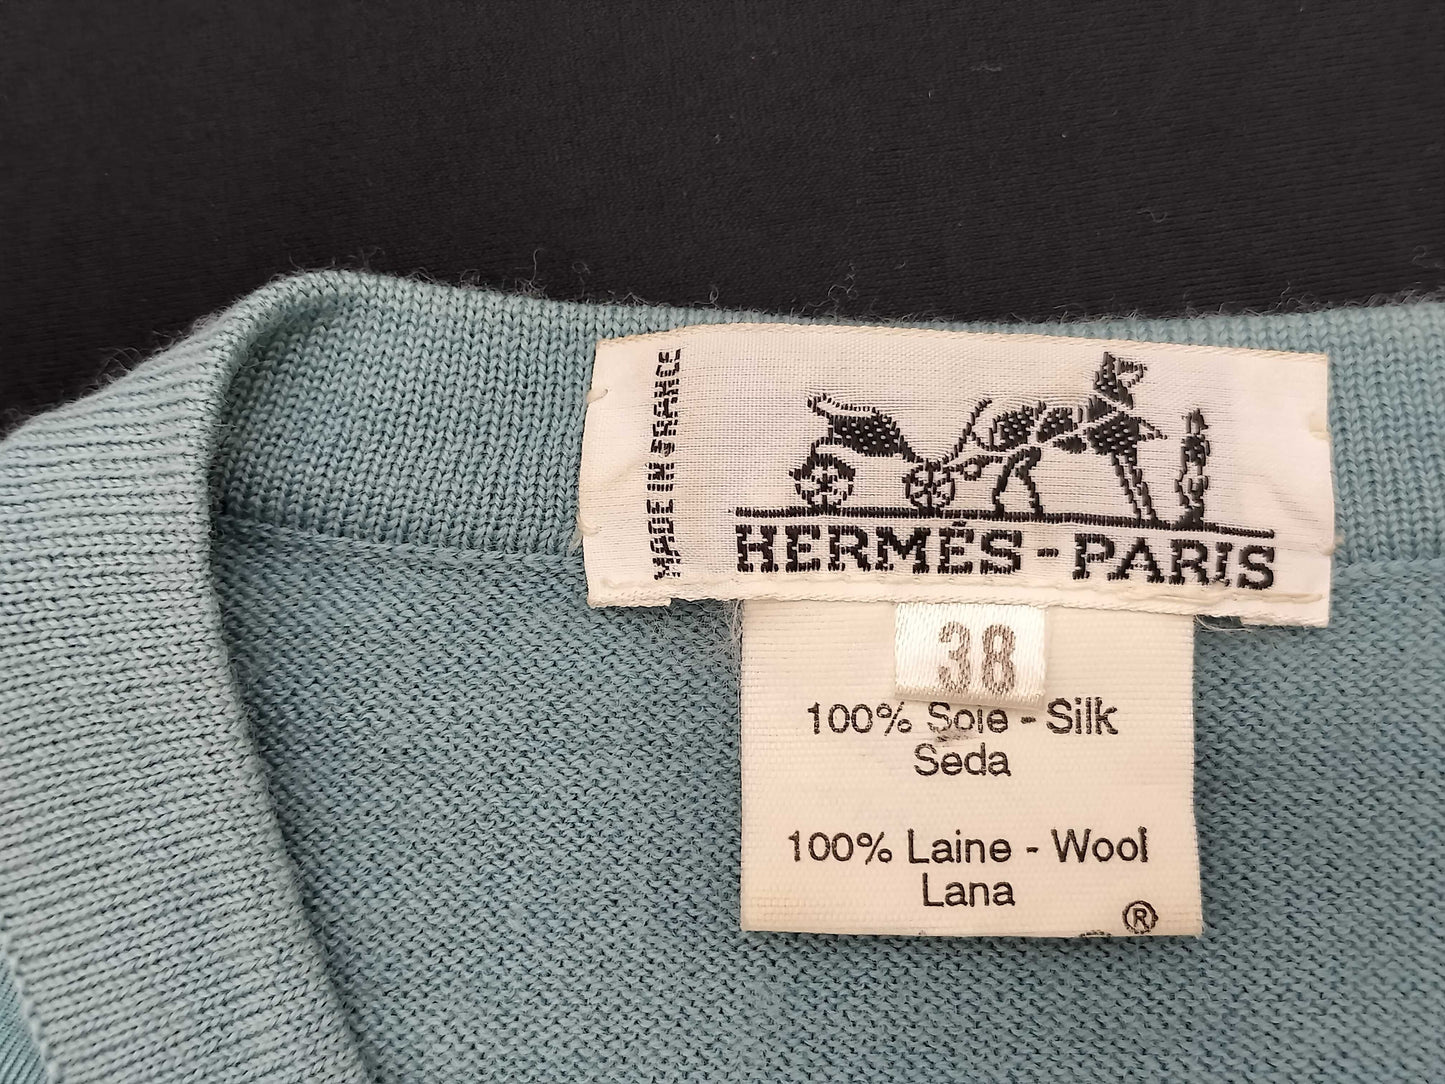 MADE IN FRANCE
HERMÈS-PARIS
38
100% Soie - Silk
Seda
100% Laine - Wool
Lana
®